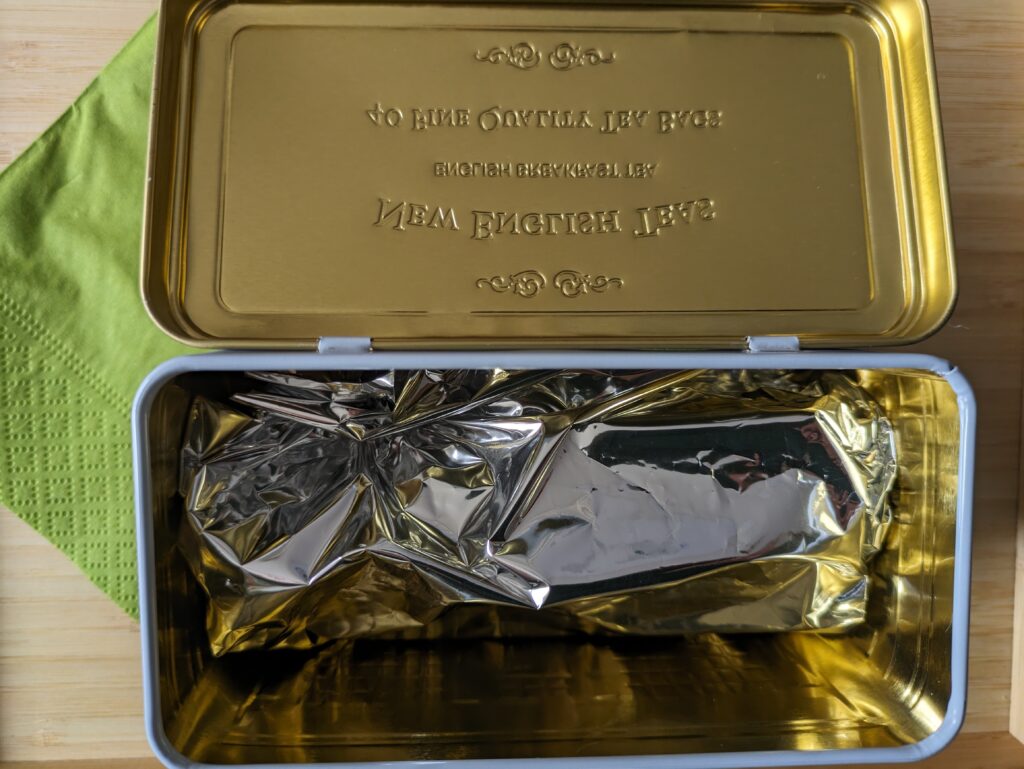 NEW ENGLISH TEAS
ENGLISH BREAKFAST TEA
40 FINE QUALITY TEA BAGS